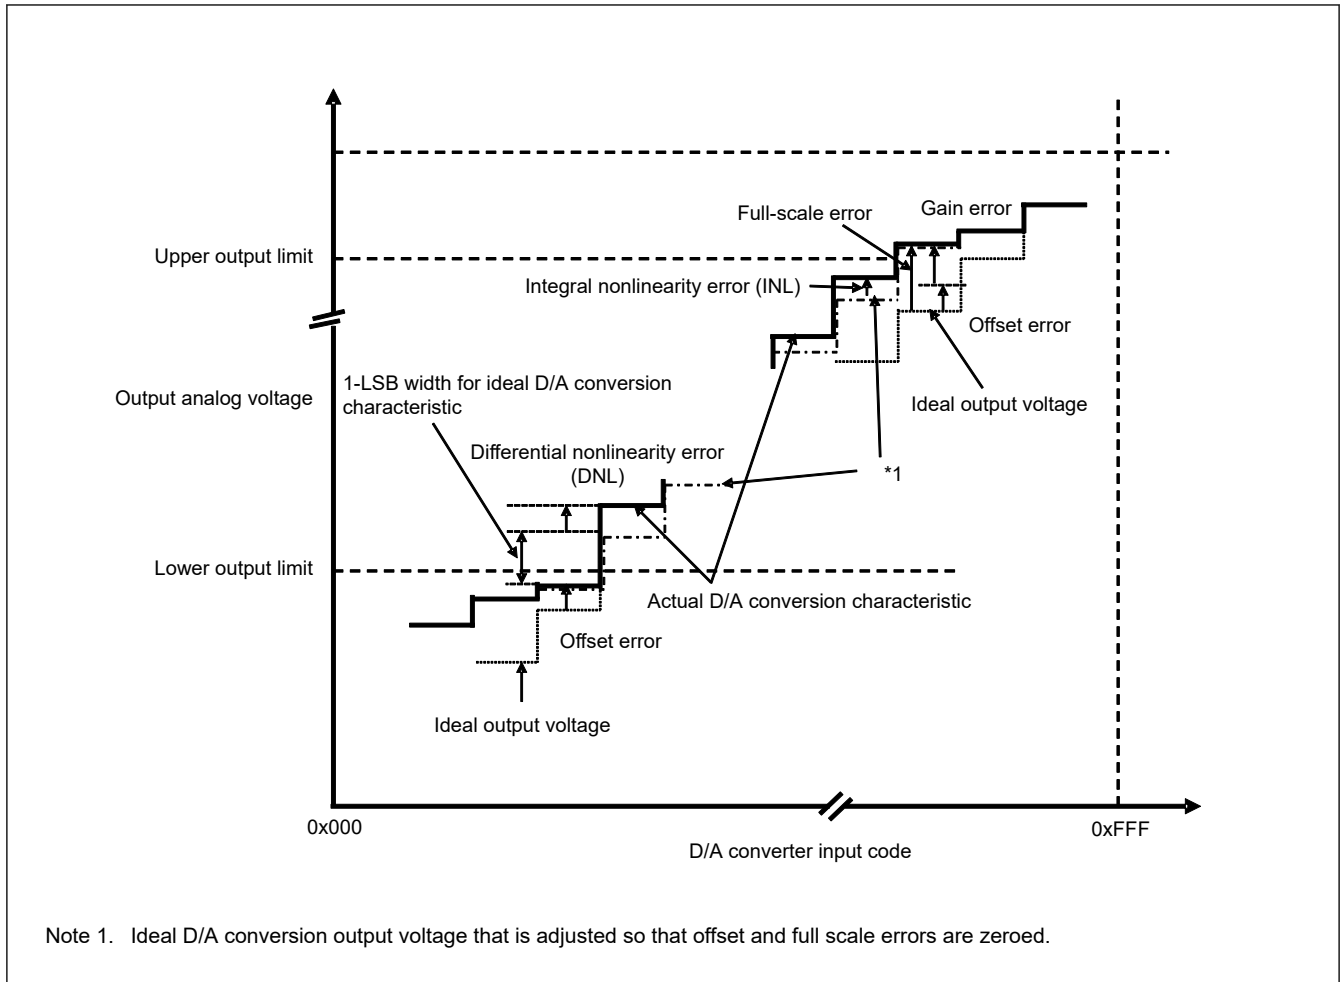 Full-scale error
Gain error
Upper output limit
Integral nonlinearity error (INL)
Offset error
1-LSB width for ideal D/A conversion
characteristic
Output analog voltage
Ideal output voltage
Differential nonlinearity error
(DNL)
*1
Lower output limit
Actual D/A conversion characteristic
Offset error
Ideal output voltage
0x000
0xFFF
D/A converter input code
Note 1. Ideal D/A conversion output voltage that is adjusted so that offset and full scale errors are zeroed.